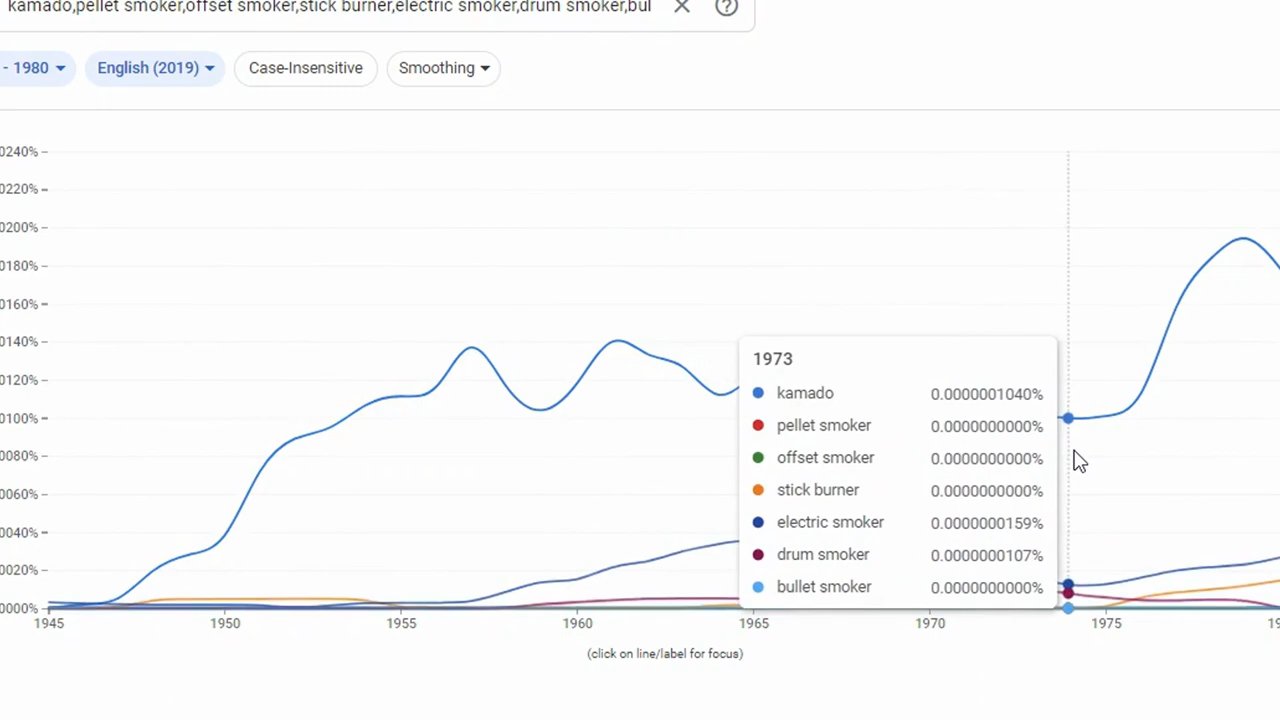 kamado,pellet smoker,offset smoker,stick burner,electric smoker,drum smoker,bul
- 1980 English (2019) Case-Insensitive Smoothing
0240%
0220%
0200%
0180%
0160%
0140%
0120%
0100%
0080%
0060%
0040%
0020%
0000%
1973
kamado 0.0000001040%
pellet smoker 0.0000000000%
offset smoker 0.0000000000%
stick burner 0.0000000000%
electric smoker 0.0000000159%
drum smoker 0.0000000107%
bullet smoker 0.0000000000%
1945 1950 1955 1960 1965 1970 1975 19
(click on line/label for focus)